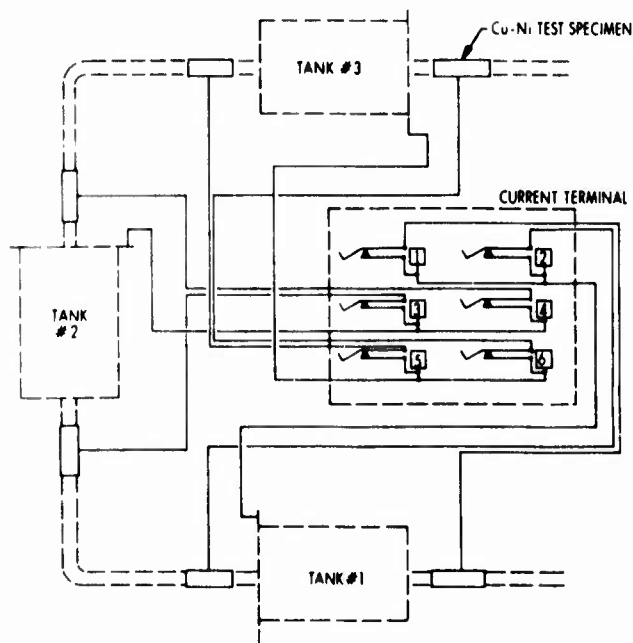 Cu-Ni TEST SPECIMEN
TANK #3
CURRENT TERMINAL
1 2
TANK
#2
3 4
5 6
TANK #1